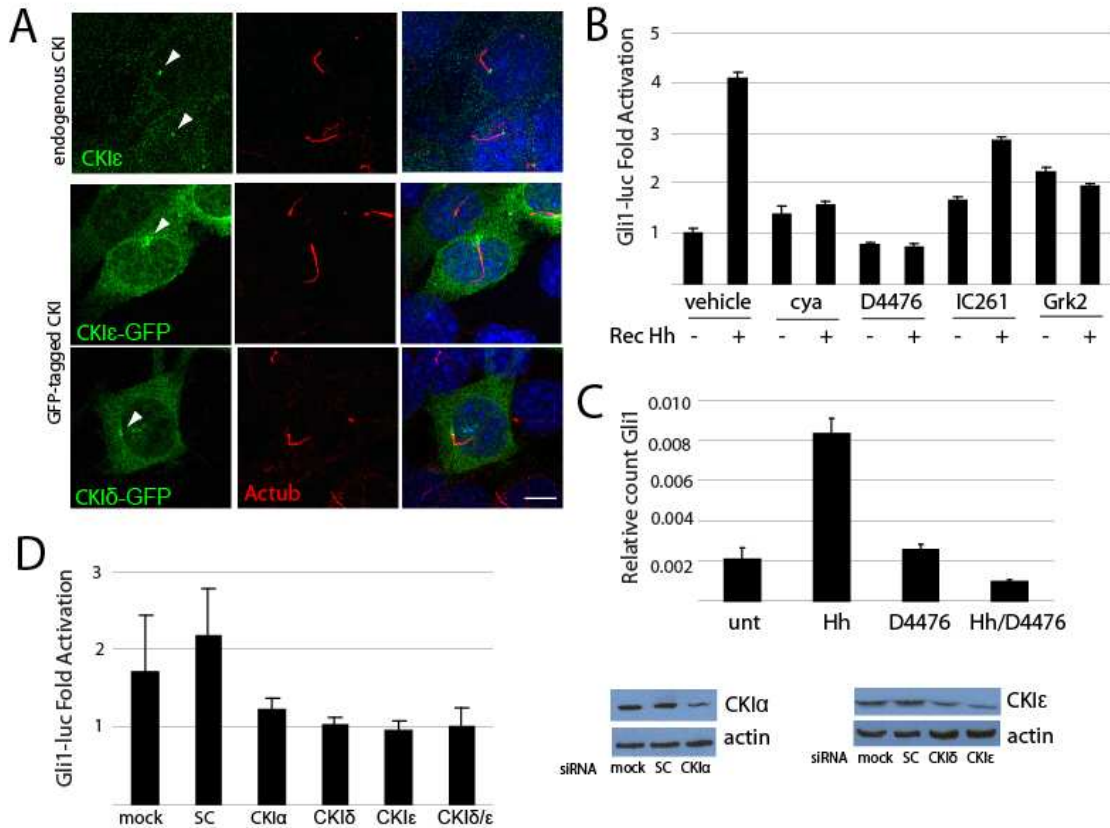 A
endogenous CKI
CKIε
GFP-tagged CKI
CKIε-GFP
CKIδ-GFP
Actub
B
Gli1-luc Fold Activation
5
4
3
2
1
vehicle cya D4476 IC261 Grk2
Rec Hh - + - + - + - + - +
C
Relative count Gli1
0.010
0.008
0.006
0.004
0.002
unt Hh D4476 Hh/D4476
D
Gli1-luc Fold Activation
3
2
1
mock SC CKIα CKIδ CKIε CKIδ/ε
CKIα
actin
siRNA mock SC CKIα
CKIε
actin
siRNA mock SC CKIδ CKIε